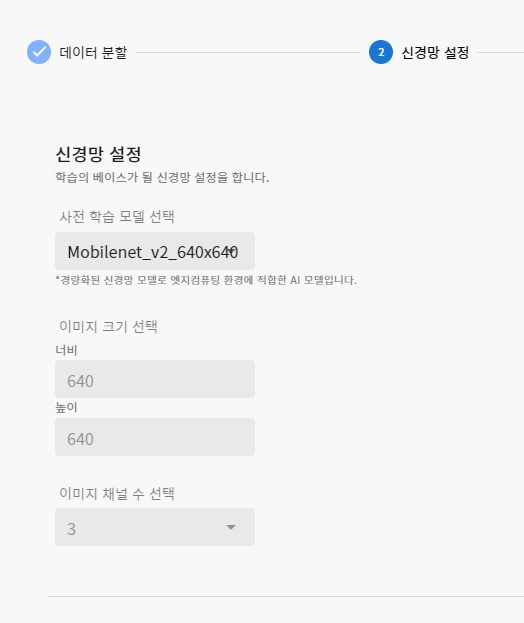 데이터 분할
2 신경망 설정
신경망 설정
학습의 베이스가 될 신경망 설정을 합니다.
사전 학습 모델 선택
Mobilenet_v2_640x640
*경량화된 신경망 모델로 엣지컴퓨팅 환경에 적합한 AI 모델입니다.
이미지 크기 선택
너비
640
높이
640
이미지 채널 수 선택
3